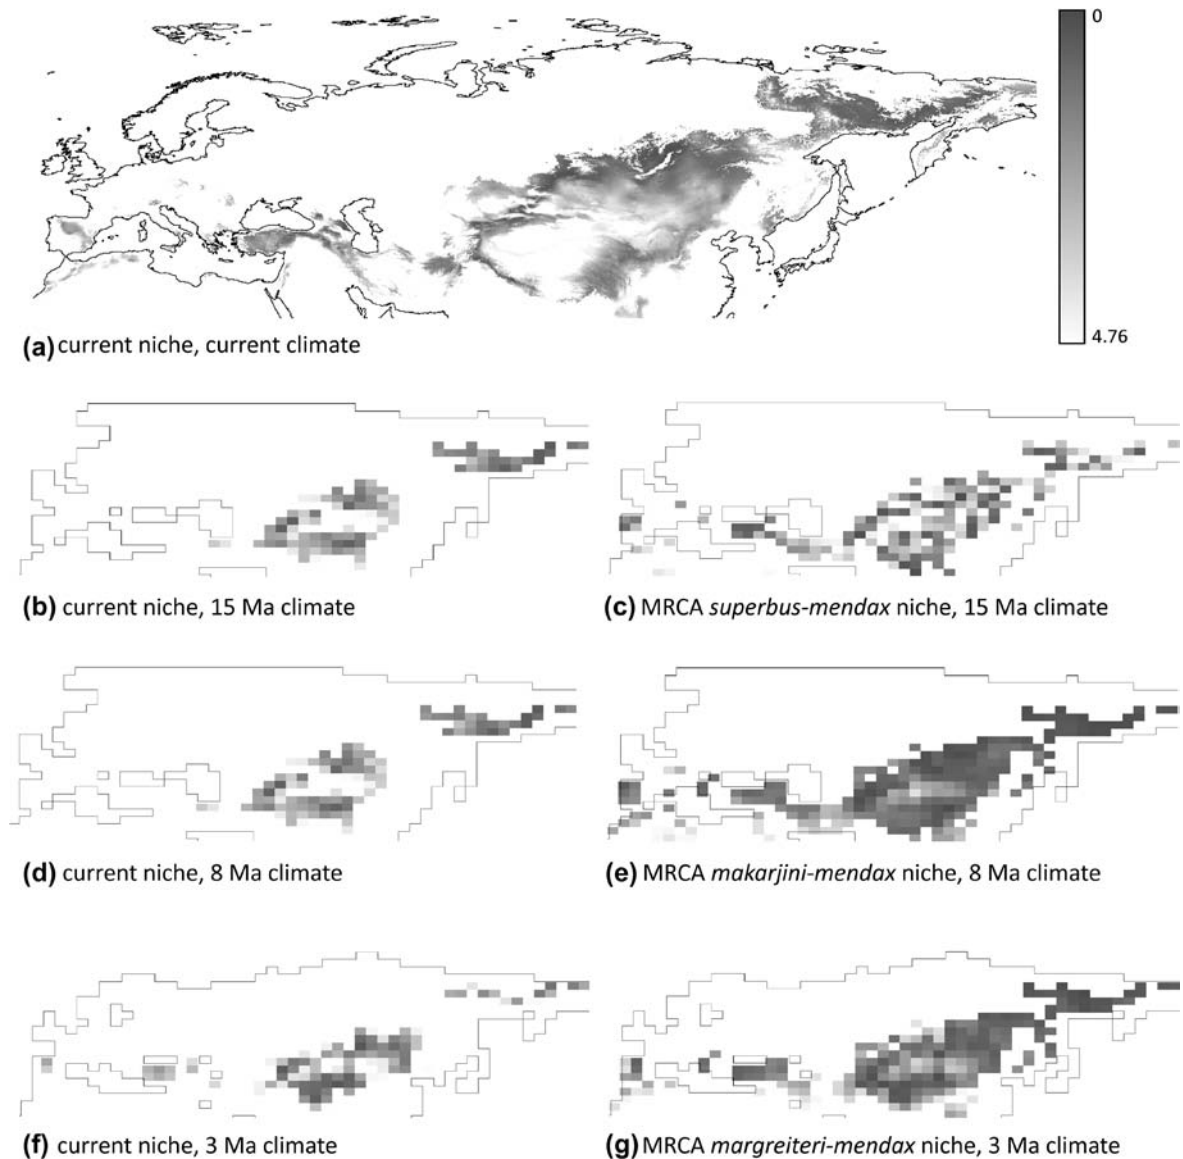 0
4.76
(a) current niche, current climate
(b) current niche, 15 Ma climate
(c) MRCA superbus-mendax niche, 15 Ma climate
(d) current niche, 8 Ma climate
(e) MRCA makarjini-mendax niche, 8 Ma climate
(f) current niche, 3 Ma climate
(g) MRCA margreiteri-mendax niche, 3 Ma climate